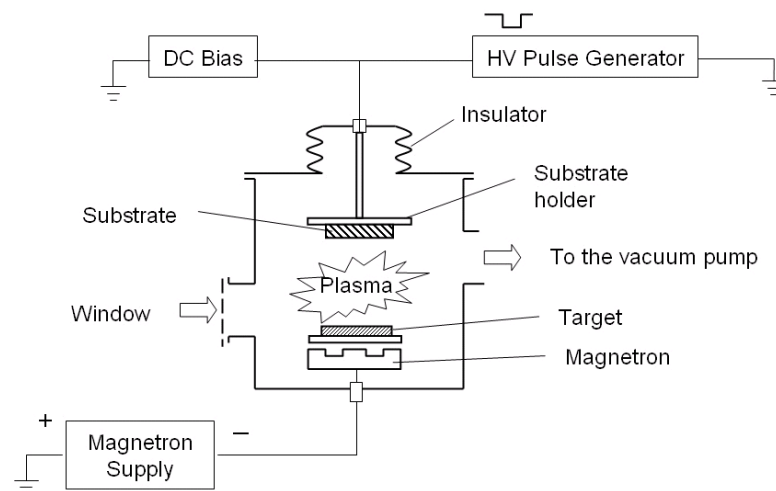 DC Bias
HV Pulse Generator
Insulator
Substrate
holder
Substrate
To the vacuum pump
Plasma
Window
Target
Magnetron
+
−
Magnetron
Supply